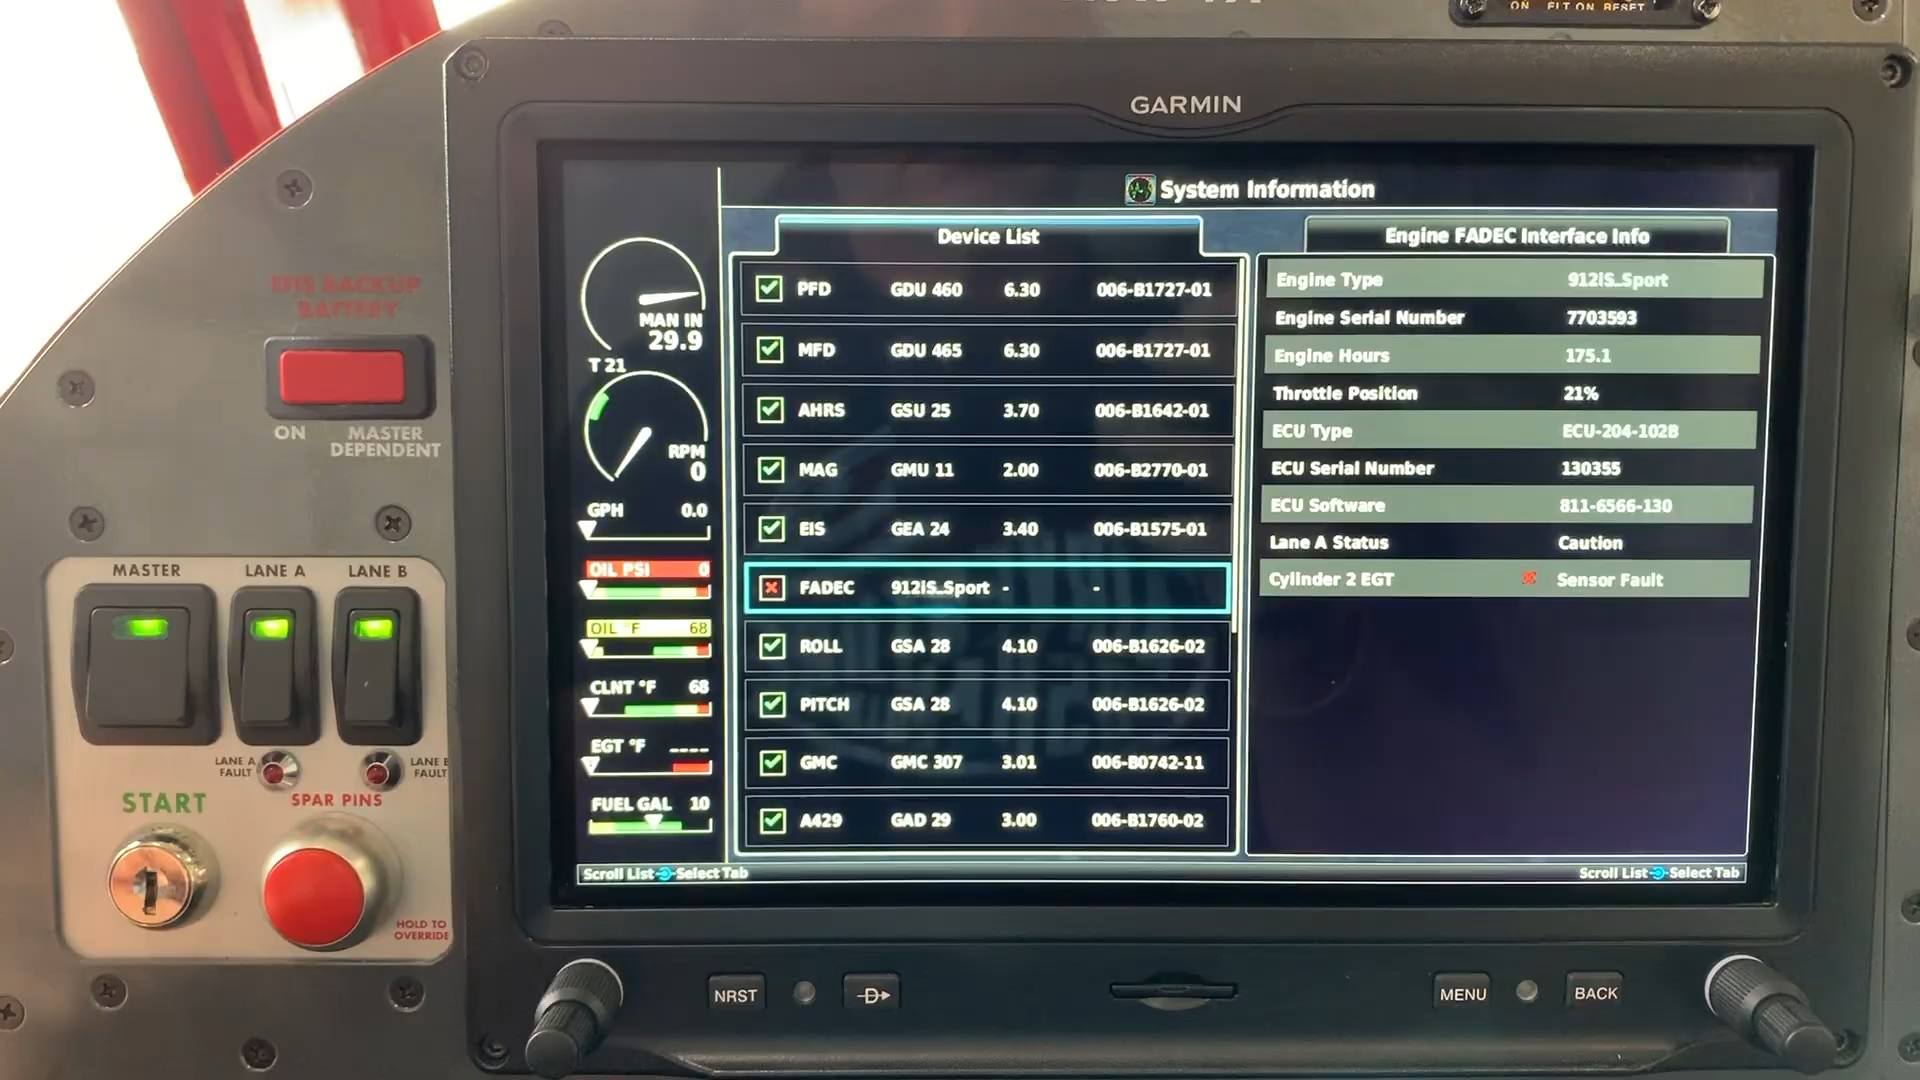 ON ELT ON RESET
GARMIN
System Information
Device List
Engine FADEC Interface Info
MAN IN
29.9
T 21
RPM
0
GPH 0.0
OIL PSI 0
OIL °F 68
CLNT °F 68
EGT °F ----
FUEL GAL 10
PFD GDU 460 6.30 006-B1727-01
MFD GDU 465 6.30 006-B1727-01
AHRS GSU 25 3.70 006-B1642-01
MAG GMU 11 2.00 006-B2770-01
EIS GEA 24 3.40 006-B1575-01
FADEC 912iS_Sport - -
ROLL GSA 28 4.10 006-B1626-02
PITCH GSA 28 4.10 006-B1626-02
GMC GMC 307 3.01 006-B0742-11
A429 GAD 29 3.00 006-B1760-02
Engine Type 912iS_Sport
Engine Serial Number 7703593
Engine Hours 175.1
Throttle Position 21%
ECU Type ECU-204-102B
ECU Serial Number 130355
ECU Software 811-6566-130
Lane A Status Caution
Cylinder 2 EGT Sensor Fault
Scroll List Select Tab
Scroll List Select Tab
EFIS BACKUP
BATTERY
ON
MASTER
DEPENDENT
MASTER
LANE A
LANE B
LANE A
FAULT
LANE B
FAULT
START
SPAR PINS
HOLD TO
OVERRIDE
NRST
D
MENU
BACK